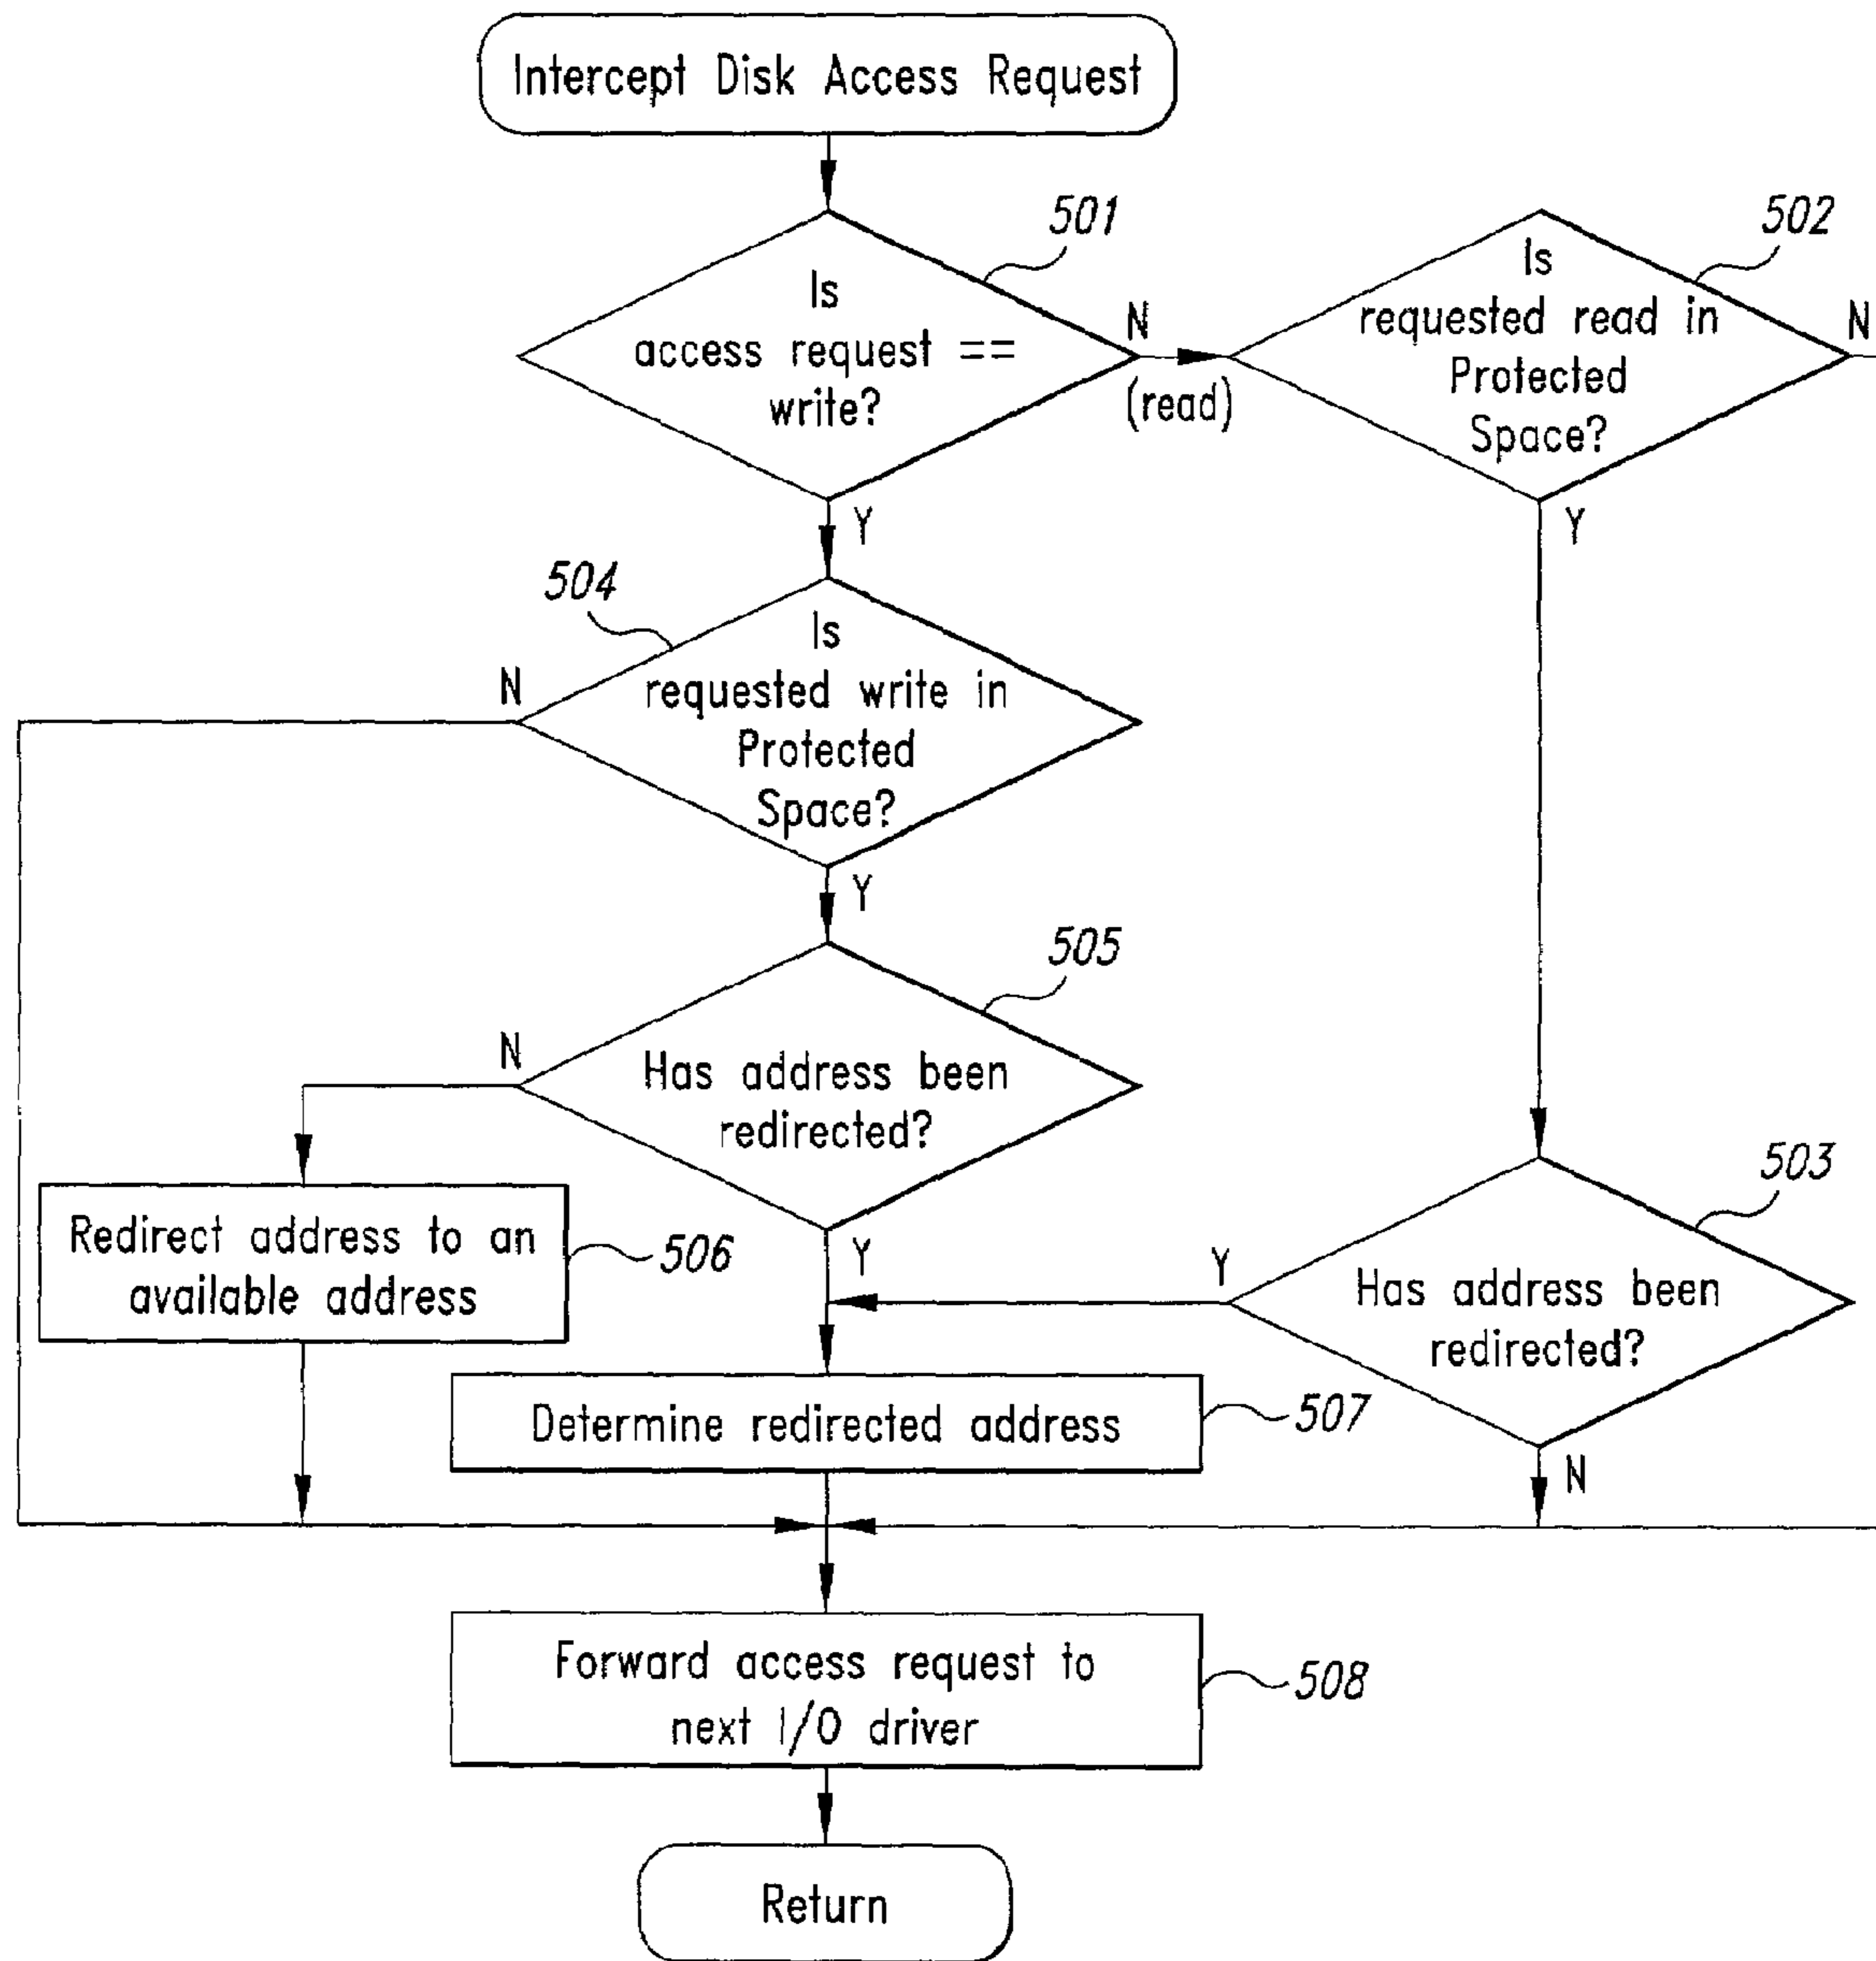 Intercept Disk Access Request
501
Is
access request ==
write?
N
(read)
502
Is
requested read in
Protected
Space?
N
Y
Y
504
Is
requested write in
Protected
Space?
N
Y
505
Has address been
redirected?
N
Y
503
Has address been
redirected?
Y
N
Redirect address to an
available address
506
Determine redirected address
507
Forward access request to
next I/O driver
508
Return